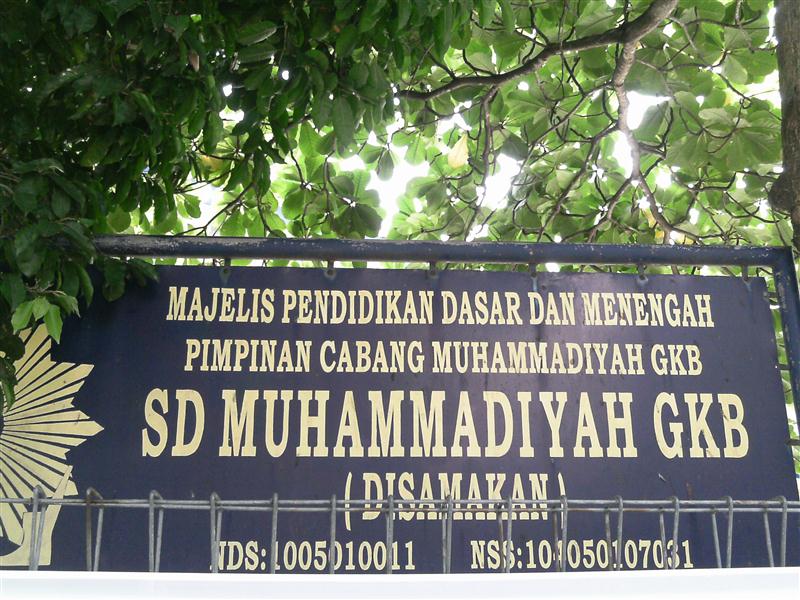 MAJELIS PENDIDIKAN DASAR DAN MENENGAH
PIMPINAN CABANG MUHAMMADIYAH GKB
SD MUHAMMADIYAH GKB
( DISAMAKAN )
NDS:1005010011 NSS:104050107031